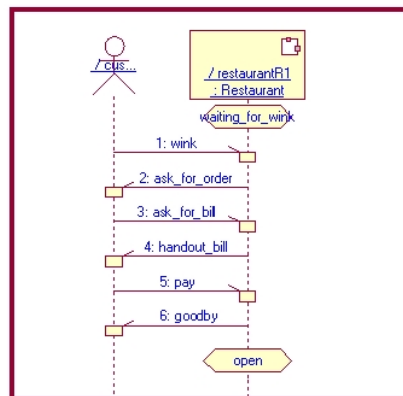 / cus...
/ restaurantR1
: Restaurant
waiting_for_wink
1: wink
2: ask_for_order
3: ask_for_bill
4: handout_bill
5: pay
6: goodby
open